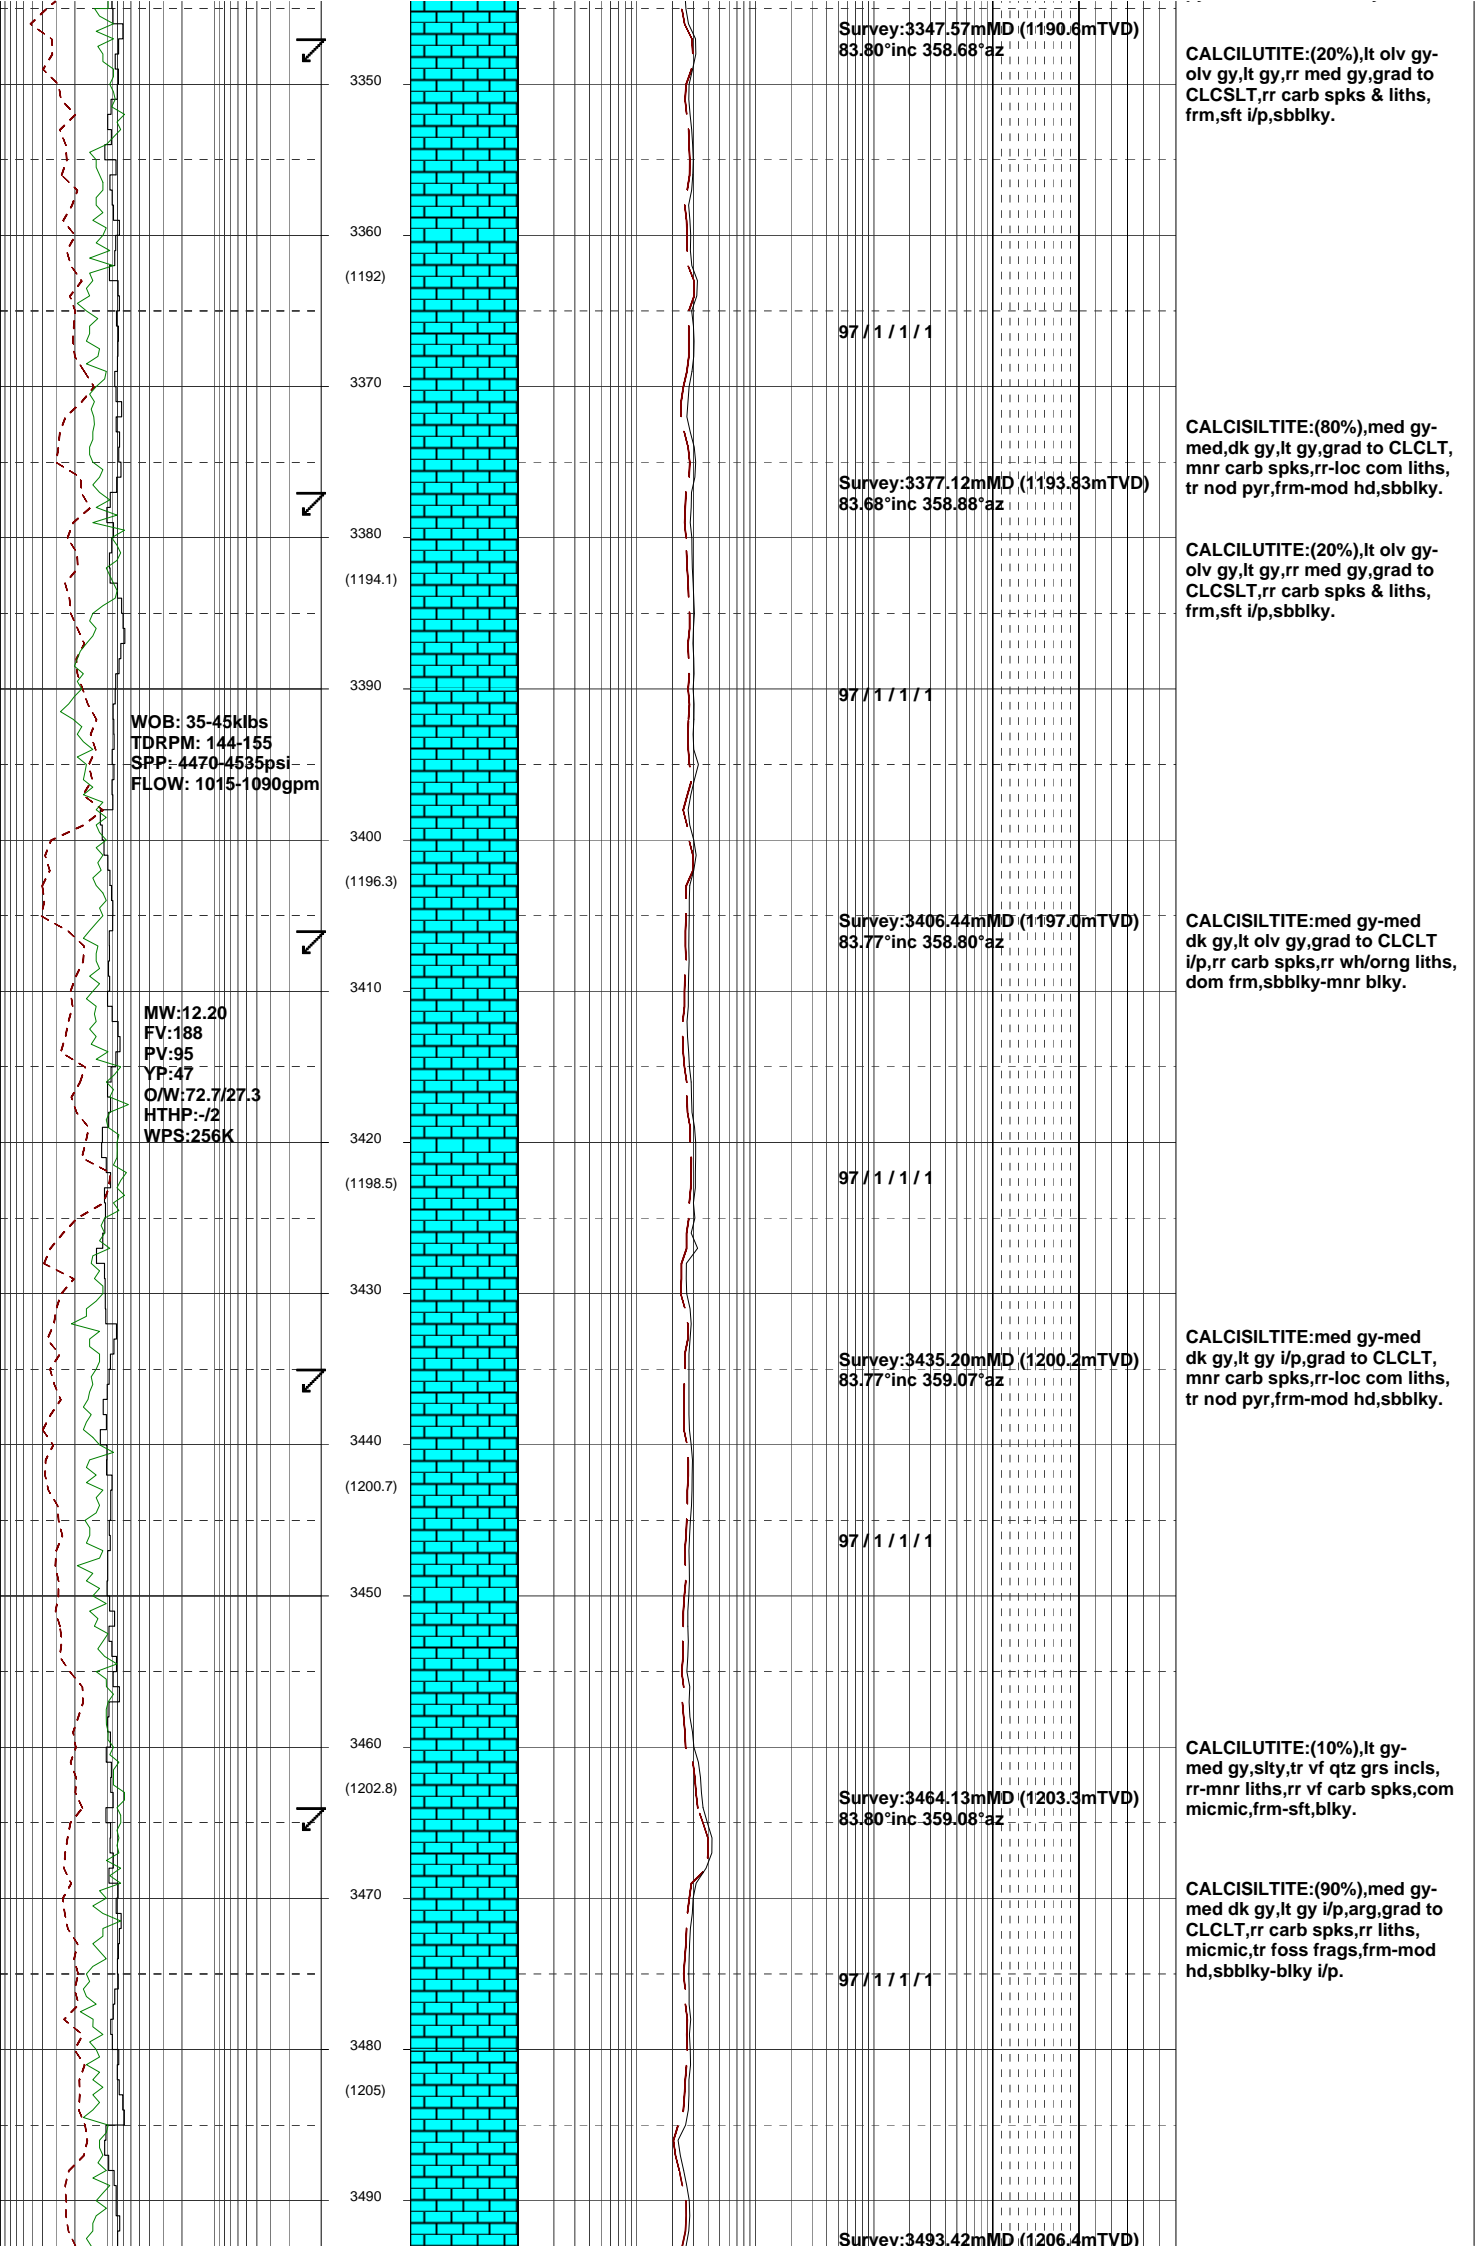 Survey:3347.57mMD (1190.6mTVD)
83.80°inc 358.68°az
CALCILUTITE:(20%),lt olv gy-
olv gy,lt gy,rr med gy,grad to
CLCSLT,rr carb spks & liths,
frm,sft i/p,sbblky.
3350
3360
(1192)
97 / 1 / 1 / 1
3370
CALCISILTITE:(80%),med gy-
med,dk gy,lt gy,grad to CLCLT,
mnr carb spks,rr-loc com liths,
tr nod pyr,frm-mod hd,sbblky.
Survey:3377.12mMD (1193.83mTVD)
83.68°inc 358.88°az
3380
(1194.1)
CALCILUTITE:(20%),lt olv gy-
olv gy,lt gy,rr med gy,grad to
CLCSLT,rr carb spks & liths,
frm,sft i/p,sbblky.
3390
97 / 1 / 1 / 1
WOB: 35-45klbs
TDRPM: 144-155
SPP: 4470-4535psi
FLOW: 1015-1090gpm
3400
(1196.3)
Survey:3406.44mMD (1197.0mTVD)
83.77°inc 358.80°az
CALCISILTITE:med gy-med
dk gy,lt olv gy,grad to CLCLT
i/p,rr carb spks,rr wh/orng liths,
dom frm,sbblky-mnr blky.
3410
MW:12.20
FV:188
PV:95
YP:47
O/W:72.7/27.3
HTHP:-/2
WPS:256K
3420
(1198.5)
97 / 1 / 1 / 1
3430
CALCISILTITE:med gy-med
dk gy,lt gy i/p,grad to CLCLT,
mnr carb spks,rr-loc com liths,
tr nod pyr,frm-mod hd,sbblky.
Survey:3435.20mMD (1200.2mTVD)
83.77°inc 359.07°az
3440
(1200.7)
97 / 1 / 1 / 1
3450
3460
(1202.8)
CALCILUTITE:(10%),lt gy-
med gy,slty,tr vf qtz grs incls,
rr-mnr liths,rr vf carb spks,com
micmic,frm-sft,blky.
Survey:3464.13mMD (1203.3mTVD)
83.80°inc 359.08°az
3470
CALCISILTITE:(90%),med gy-
med dk gy,lt gy i/p,arg,grad to
CLCLT,rr carb spks,rr liths,
micmic,tr foss frags,frm-mod
hd,sbblky-blky i/p.
97 / 1 / 1 / 1
3480
(1205)
3490
Survey:3493.42mMD (1206.4mTVD)